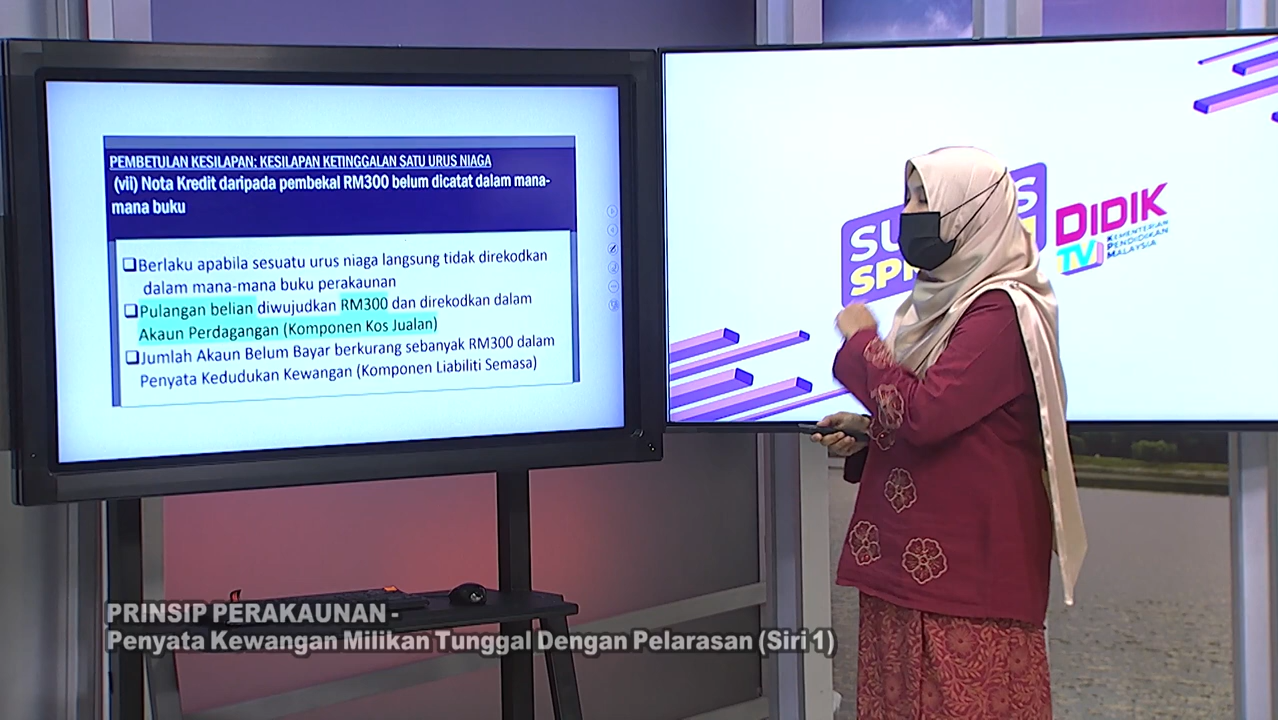 PEMBETULAN KESILAPAN: KESILAPAN KETINGGALAN SATU URUS NIAGA
(vii) Nota Kredit daripada pembekal RM300 belum dicatat dalam mana-
mana buku
❑Berlaku apabila sesuatu urus niaga langsung tidak direkodkan
dalam mana-mana buku perakaunan
❑Pulangan belian diwujudkan RM300 dan direkodkan dalam
Akaun Perdagangan (Komponen Kos Jualan)
❑Jumlah Akaun Belum Bayar berkurang sebanyak RM300 dalam
Penyata Kedudukan Kewangan (Komponen Liabiliti Semasa)
DIDIK
TV
KEMENTERIAN
PENDIDIKAN
MALAYSIA
PRINSIP PERAKAUNAN -
Penyata Kewangan Milikan Tunggal Dengan Pelarasan (Siri 1)